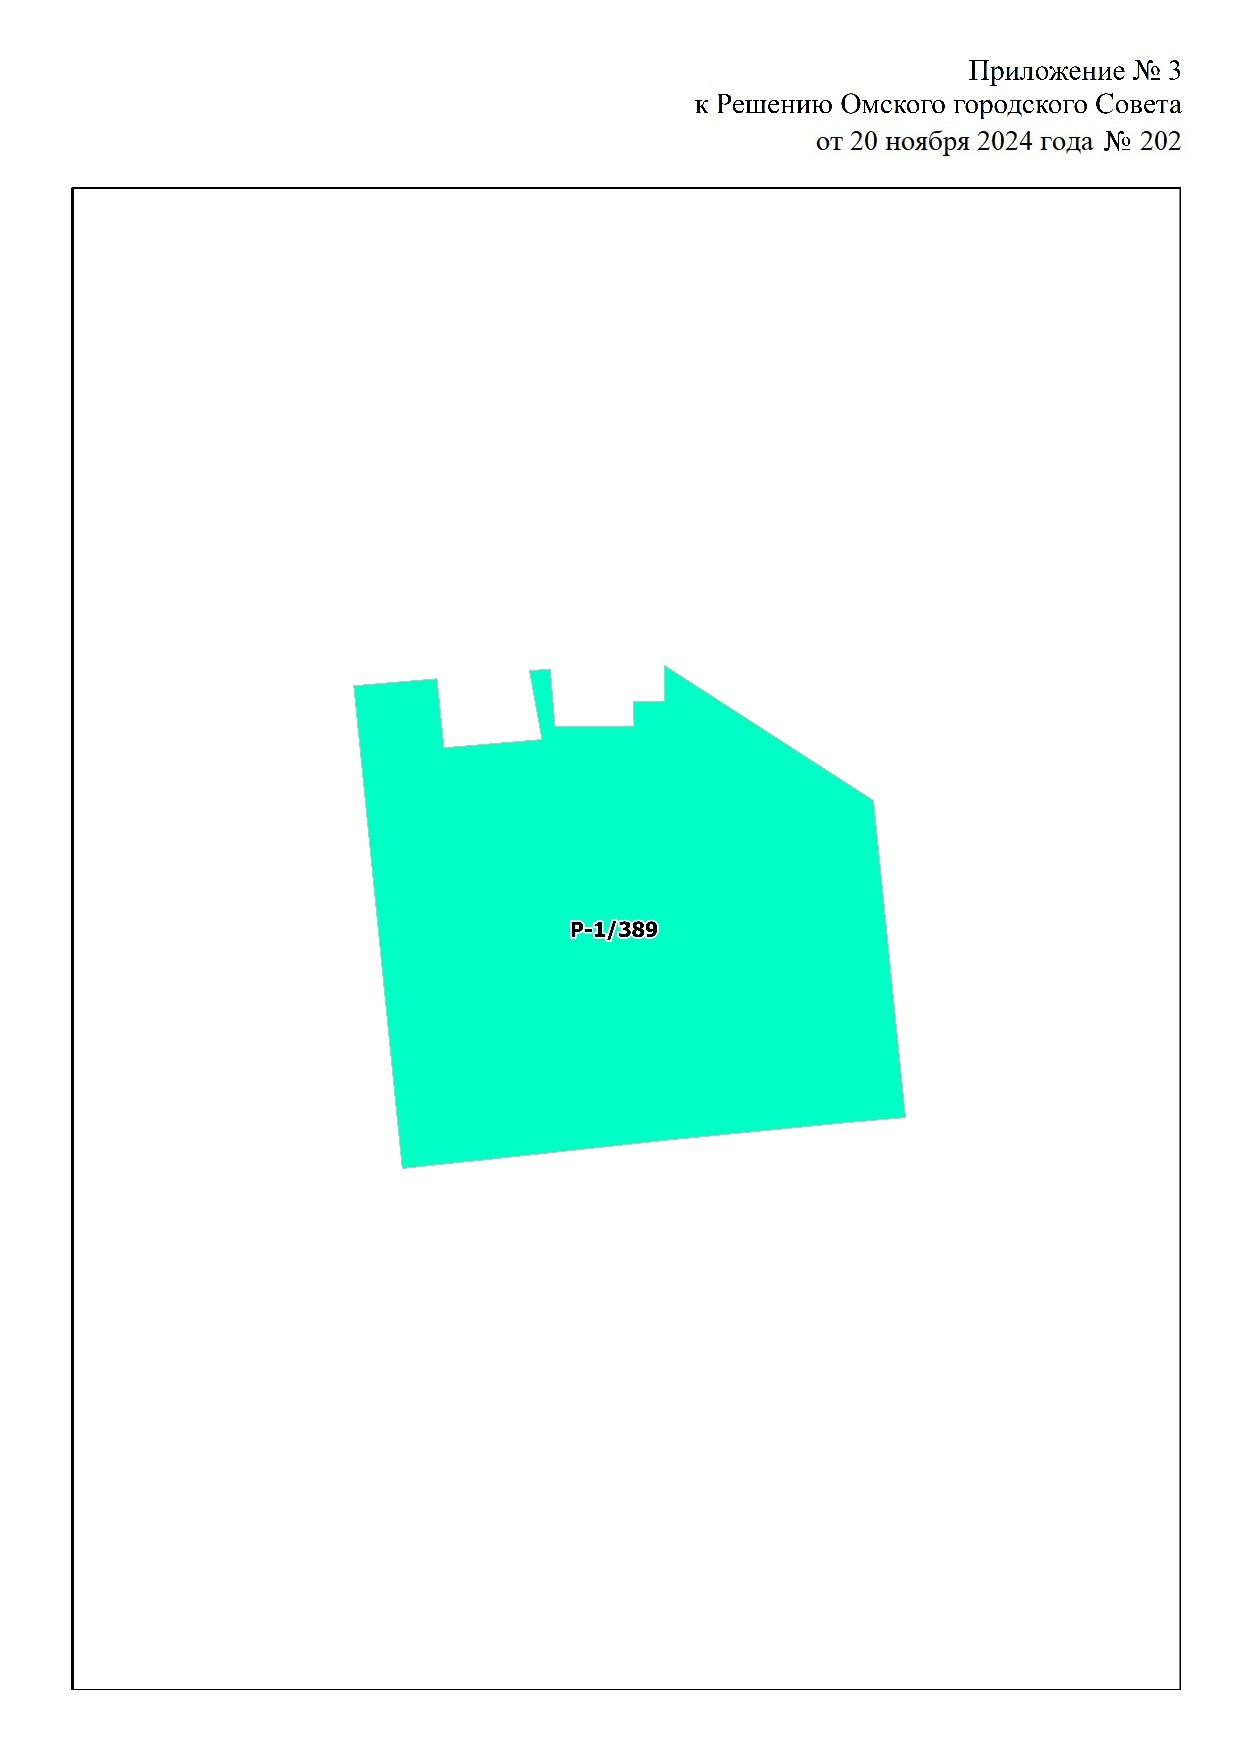 Приложение № 3
к Решению Омского городского Совета
от 20 ноября 2024 года № 202
Р-1/389